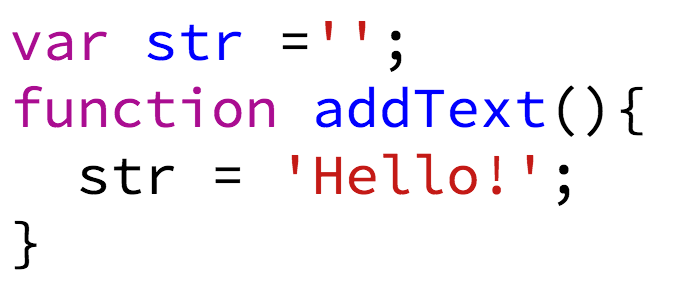 var str ='';
function addText(){
  str = 'Hello!';
}